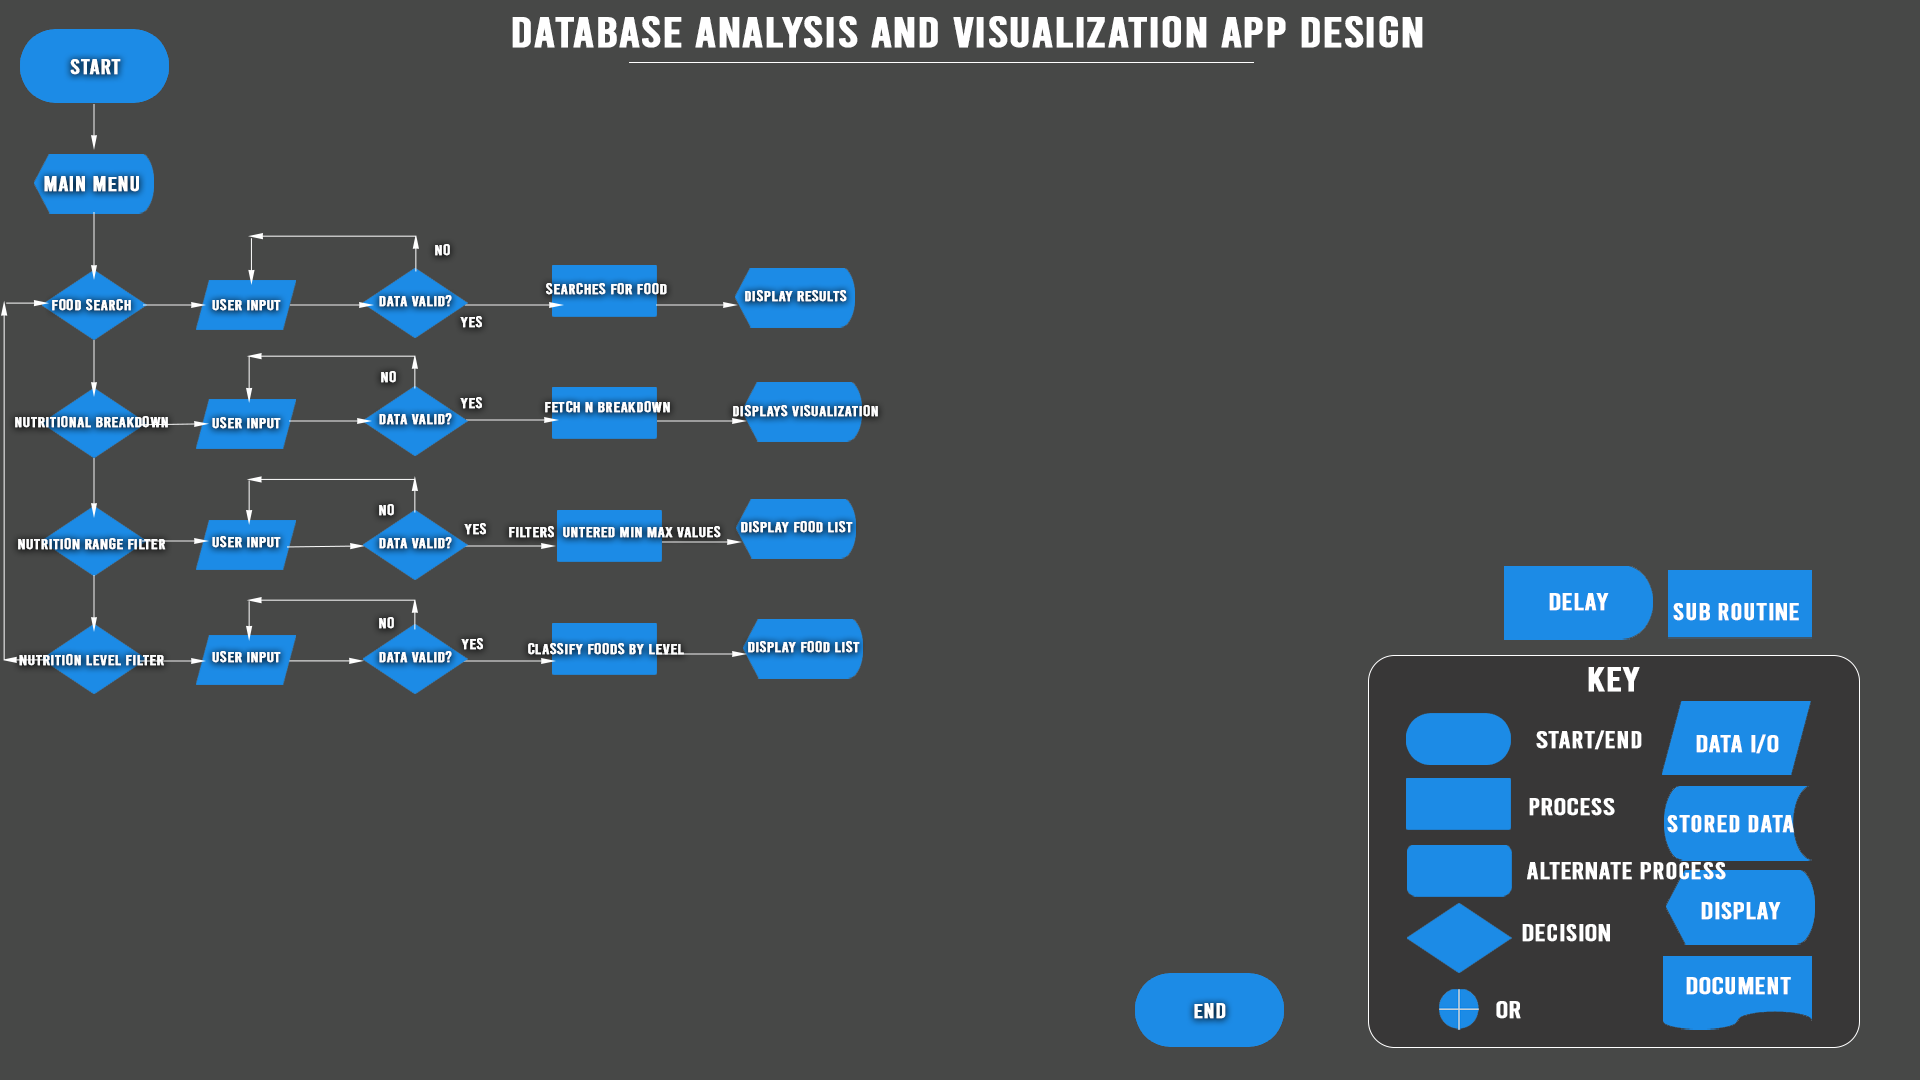 DATABASE ANALYSIS AND VISUALIZATION APP DESIGN
START
MAIN MENU
NO
FOOD SEARCH
USER INPUT
DATA VALID?
YES
SEARCHES FOR FOOD
DISPLAY RESULTS
NO
NUTRITIONAL BREAKDOWN
USER INPUT
DATA VALID?
YES
FETCH N BREAKDOWN
DISPLAYS VISUALIZATION
NO
NUTRITION RANGE FILTER
USER INPUT
DATA VALID?
YES
FILTERS UNTERED MIN MAX VALUES
DISPLAY FOOD LIST
NO
NUTRITION LEVEL FILTER
USER INPUT
DATA VALID?
YES
CLASSIFY FOODS BY LEVEL
DISPLAY FOOD LIST
DELAY
SUB ROUTINE
KEY
START/END
DATA I/O
PROCESS
STORED DATA
ALTERNATE PROCESS
DISPLAY
DECISION
DOCUMENT
OR
END